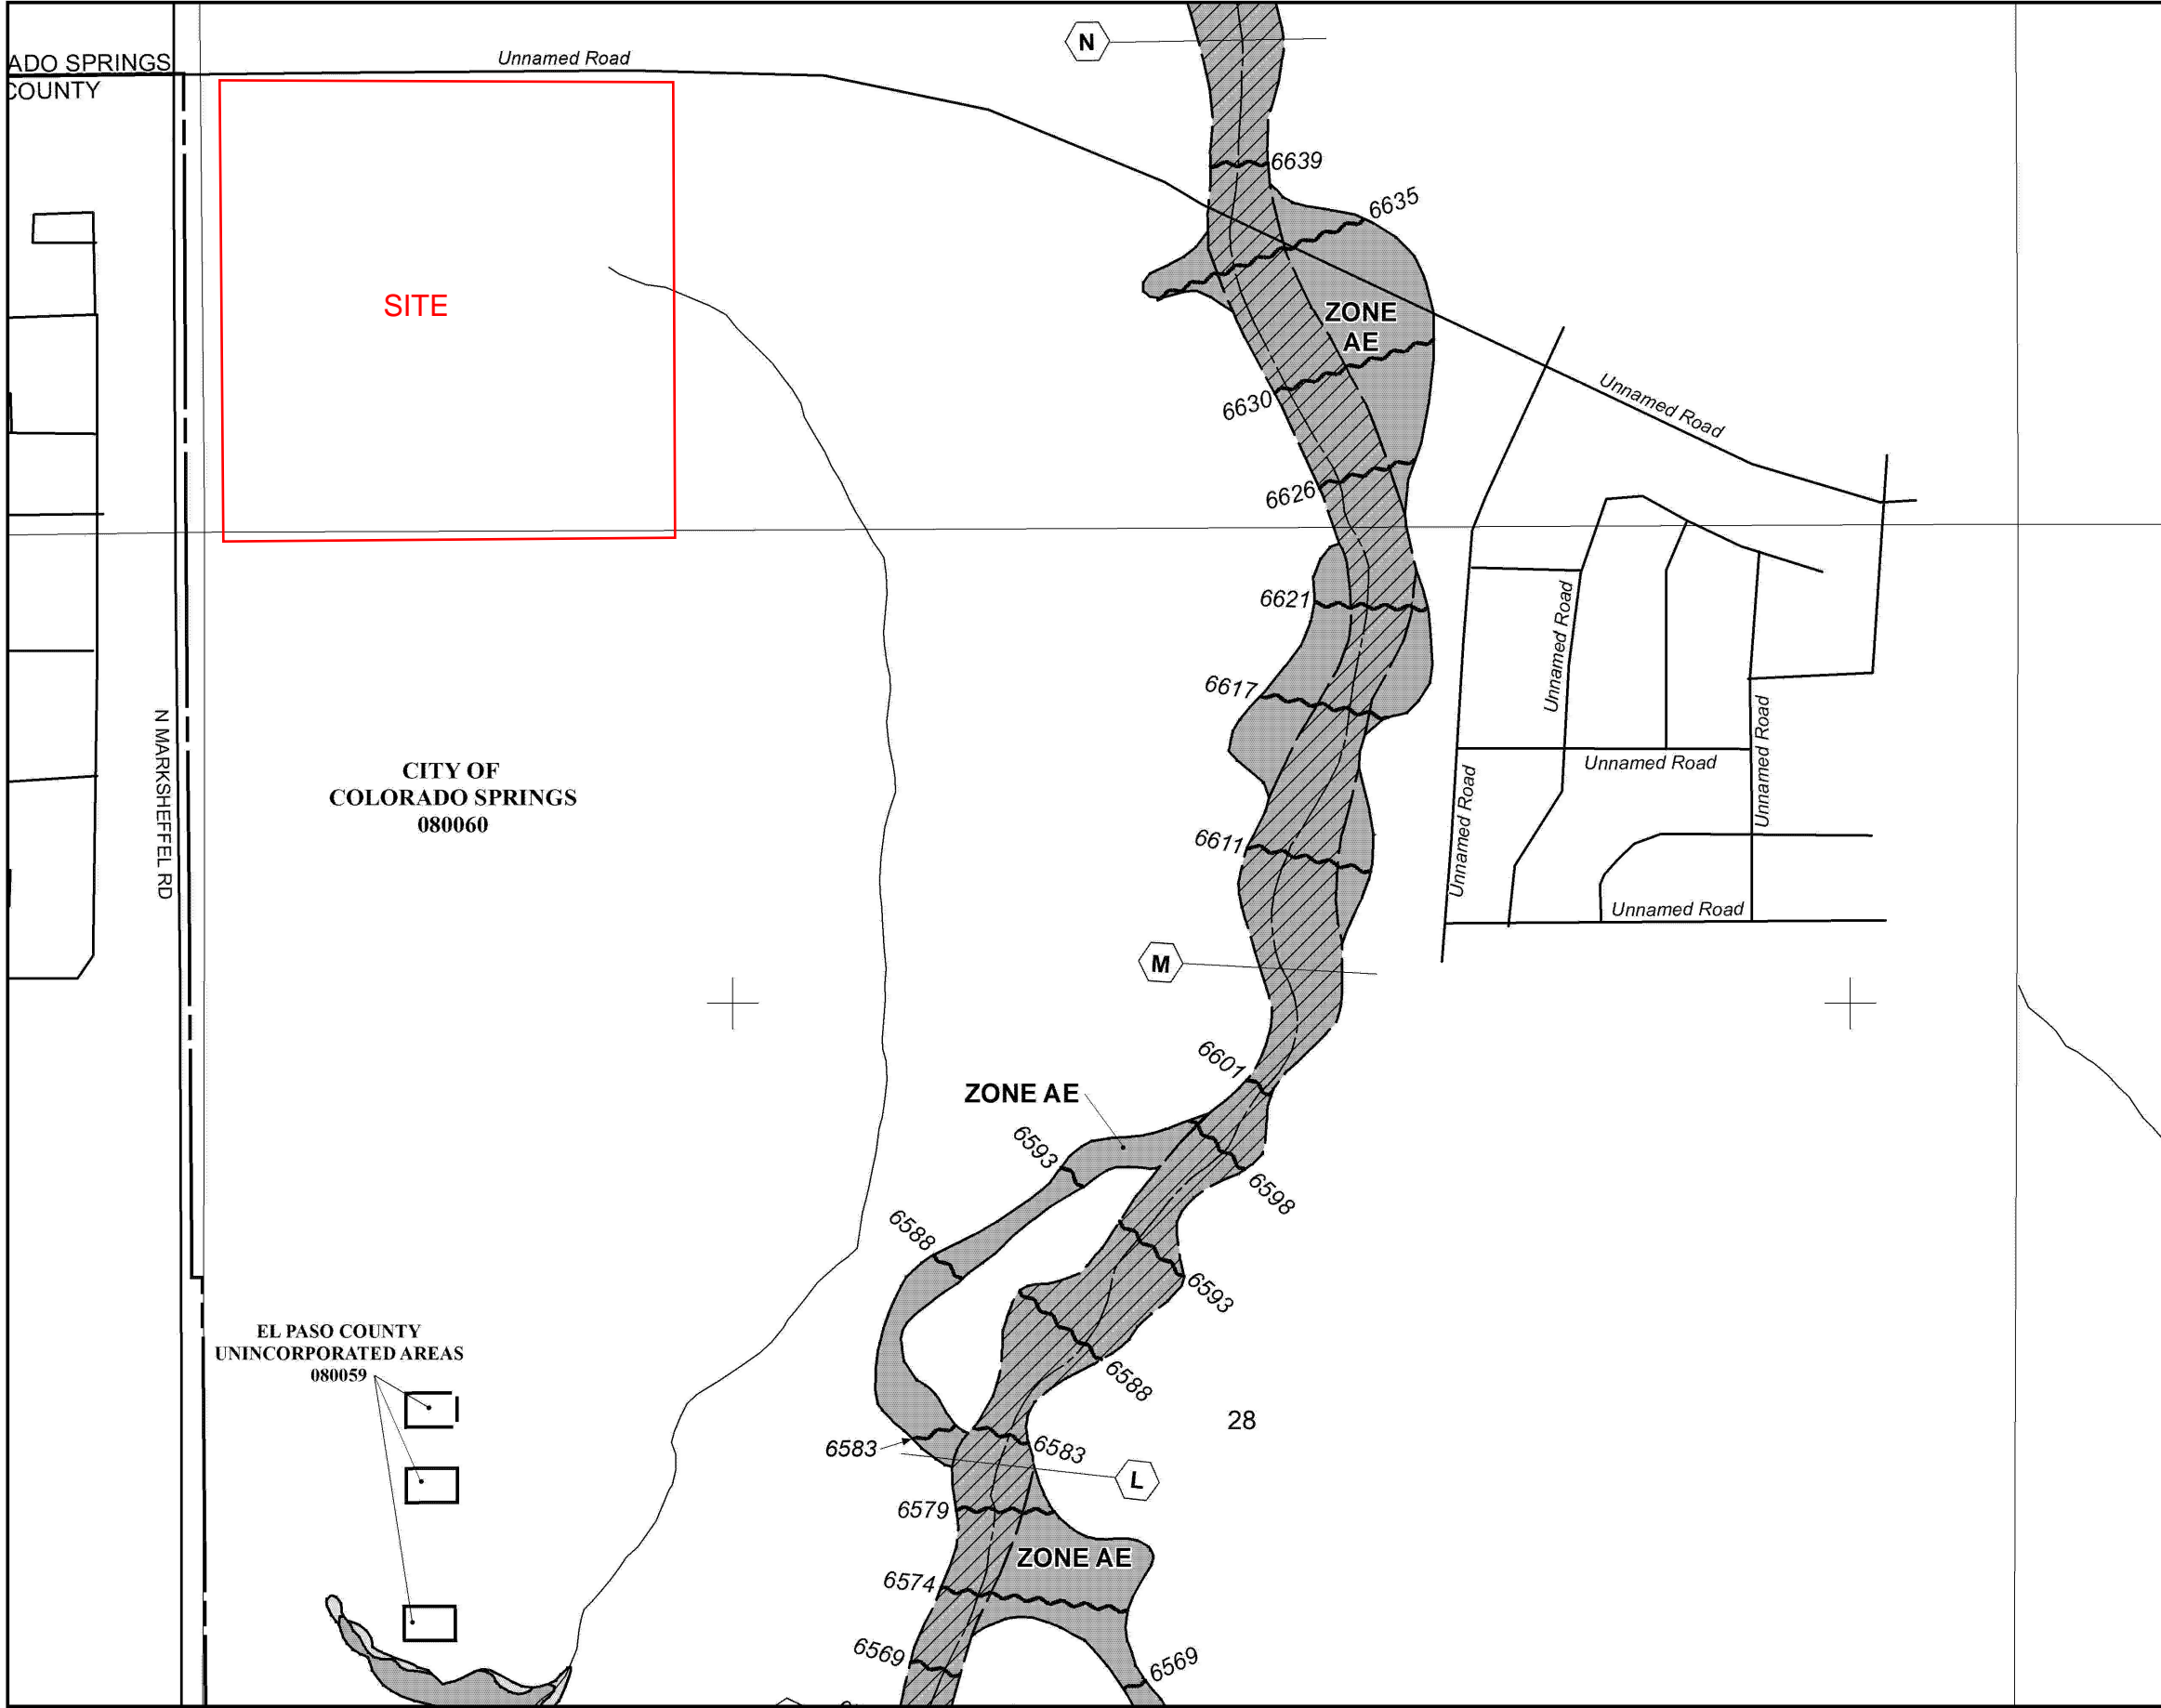 N
ADO SPRINGS
COUNTY
Unnamed Road
6639
6635
SITE
ZONE
AE
6630
Unnamed Road
6626
6621
Unnamed Road
6617
N MARKSHEFFEL RD
Unnamed Road
Unnamed Road
CITY OF
COLORADO SPRINGS
080060
Unnamed Road
6611
Unnamed Road
M
6601
ZONE AE
6593
6598
6588
6593
EL PASO COUNTY
UNINCORPORATED AREAS
080059
6588
28
6583
6583
L
6579
ZONE AE
6574
6569
6569